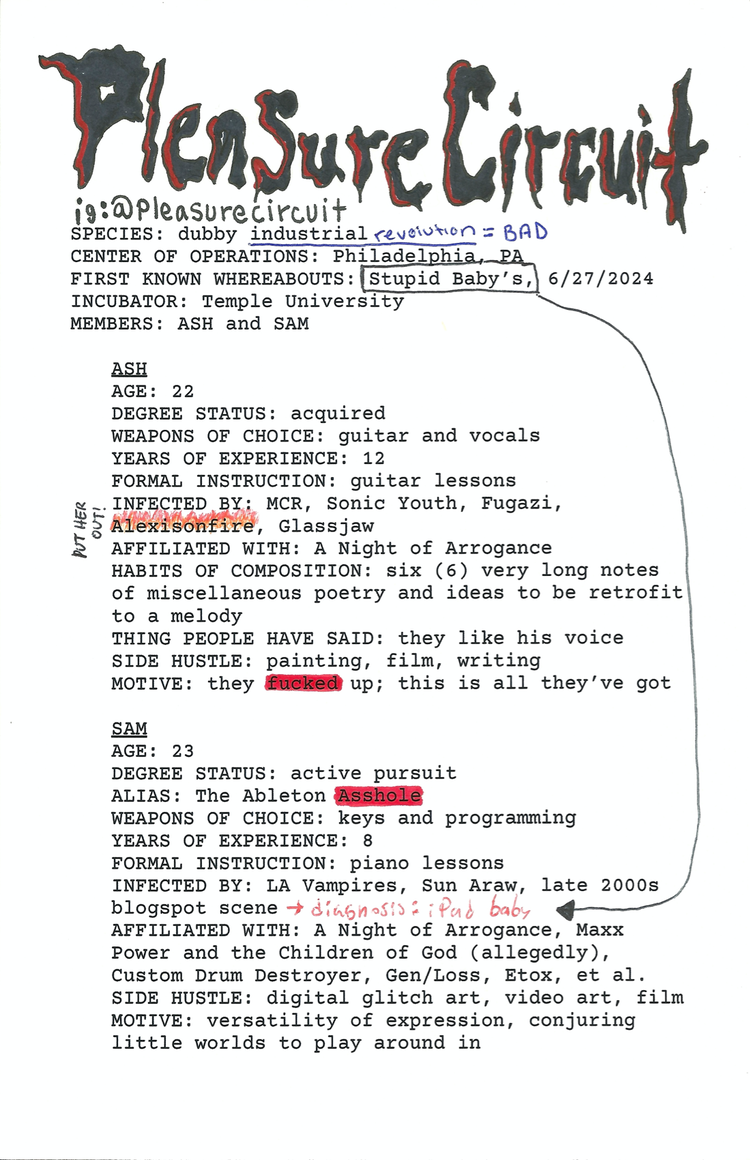 Pleasure Circuit
ig:@Pleasurecircuit
SPECIES: dubby industrial revolution = BAD
CENTER OF OPERATIONS: Philadelphia, PA
FIRST KNOWN WHEREABOUTS: Stupid Baby's, 6/27/2024
INCUBATOR: Temple University
MEMBERS: ASH and SAM
ASH
AGE: 22
DEGREE STATUS: acquired
WEAPONS OF CHOICE: guitar and vocals
YEARS OF EXPERIENCE: 12
FORMAL INSTRUCTION: guitar lessons
INFECTED BY: MCR, Sonic Youth, Fugazi,
Alexisonfire, Glassjaw
PUT HER
OUT!
AFFILIATED WITH: A Night of Arrogance
HABITS OF COMPOSITION: six (6) very long notes
of miscellaneous poetry and ideas to be retrofit
to a melody
THING PEOPLE HAVE SAID: they like his voice
SIDE HUSTLE: painting, film, writing
MOTIVE: they fucked up; this is all they've got
SAM
AGE: 23
DEGREE STATUS: active pursuit
ALIAS: The Ableton Asshole
WEAPONS OF CHOICE: keys and programming
YEARS OF EXPERIENCE: 8
FORMAL INSTRUCTION: piano lessons
INFECTED BY: LA Vampires, Sun Araw, late 2000s
blogspot scene → diagnosis: iPad baby
AFFILIATED WITH: A Night of Arrogance, Maxx
Power and the Children of God (allegedly),
Custom Drum Destroyer, Gen/Loss, Etox, et al.
SIDE HUSTLE: digital glitch art, video art, film
MOTIVE: versatility of expression, conjuring
little worlds to play around in